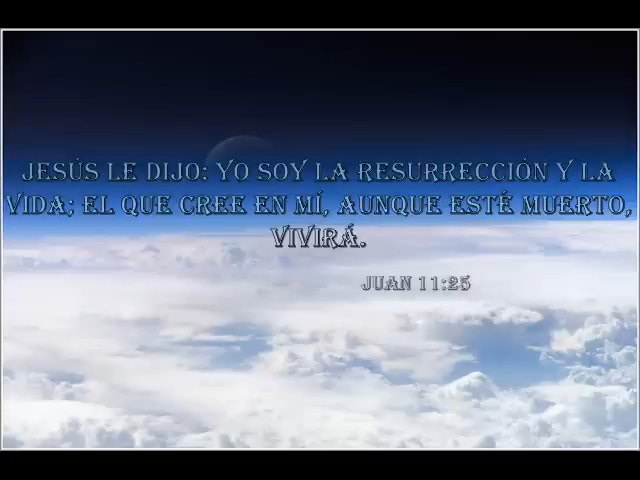 JESÚS LE DIJO: YO SOY LA RESURRECCIÓN Y LA
VIDA; EL QUE CREE EN MÍ, AUNQUE ESTÉ MUERTO,
VIVIRÁ.
JUAN 11:25